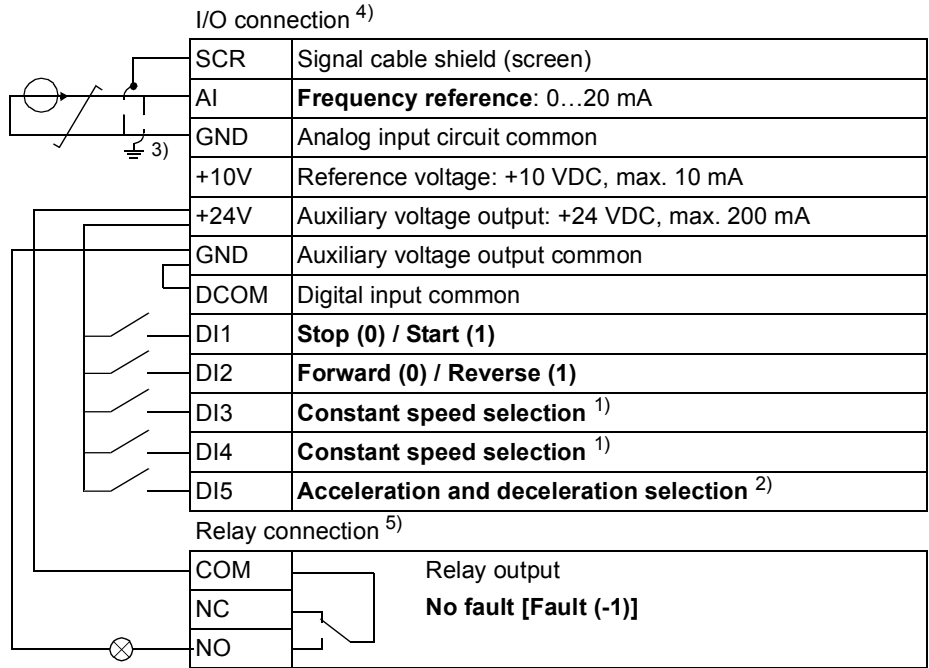 I/O connection 4)
SCR Signal cable shield (screen)
AI Frequency reference: 0…20 mA
GND Analog input circuit common
3)
+10V Reference voltage: +10 VDC, max. 10 mA
+24V Auxiliary voltage output: +24 VDC, max. 200 mA
GND Auxiliary voltage output common
DCOM Digital input common
DI1 Stop (0) / Start (1)
DI2 Forward (0) / Reverse (1)
DI3 Constant speed selection 1)
DI4 Constant speed selection 1)
DI5 Acceleration and deceleration selection 2)
Relay connection 5)
COM Relay output
NC No fault [Fault (-1)]
NO